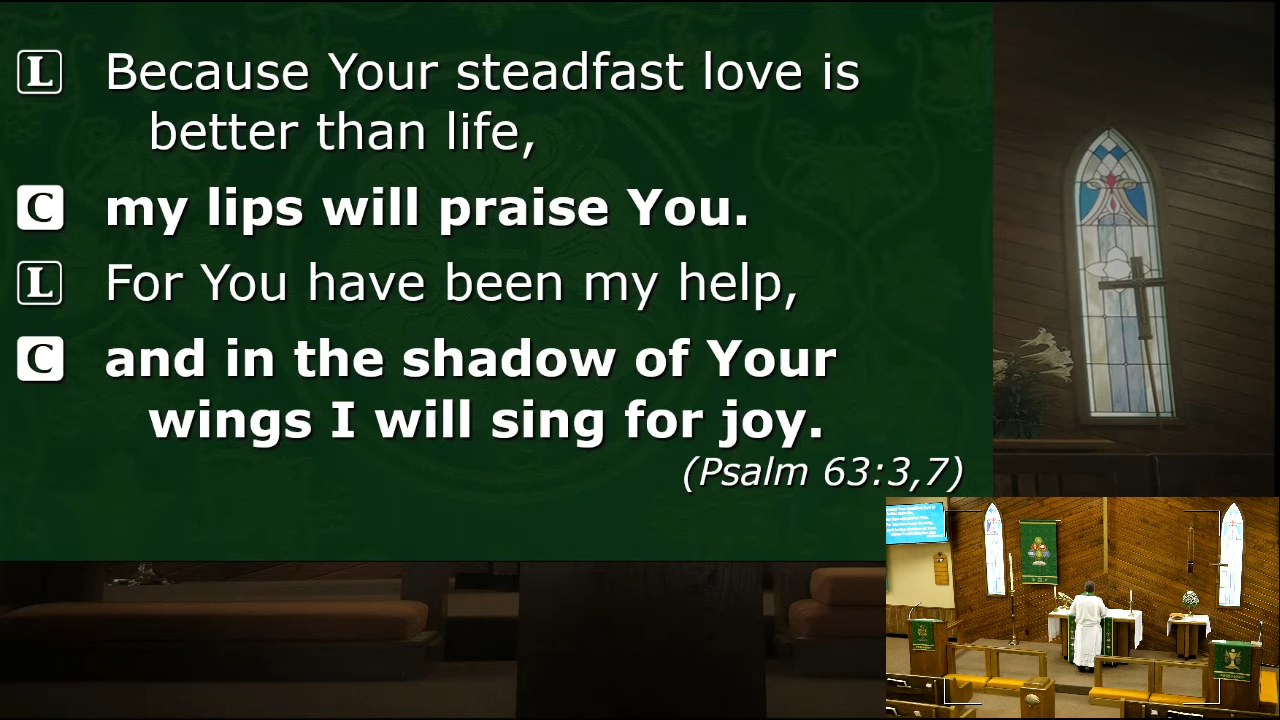 L Because Your steadfast love is
better than life,
C my lips will praise You.
L For You have been my help,
C and in the shadow of Your
wings I will sing for joy.
(Psalm 63:3,7)